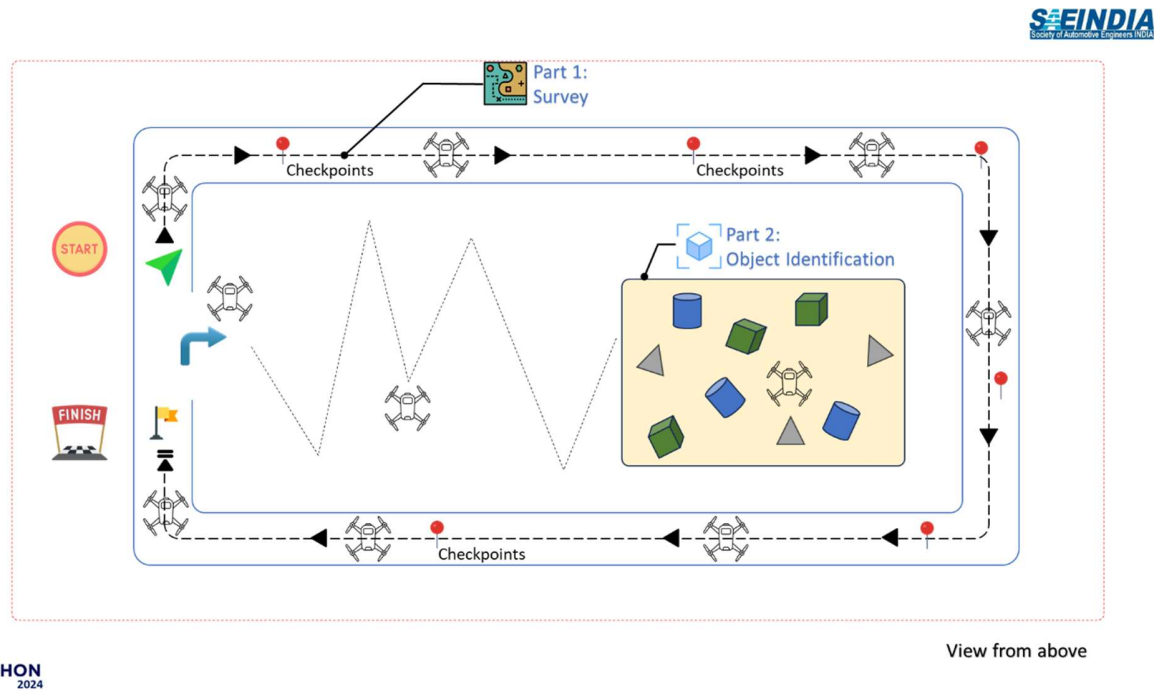 SAEINDIA
Society of Automotive Engineers INDIA
Part 1:
Survey
Checkpoints
Checkpoints
START
Part 2:
Object Identification
FINISH
Checkpoints
View from above
HON
2024